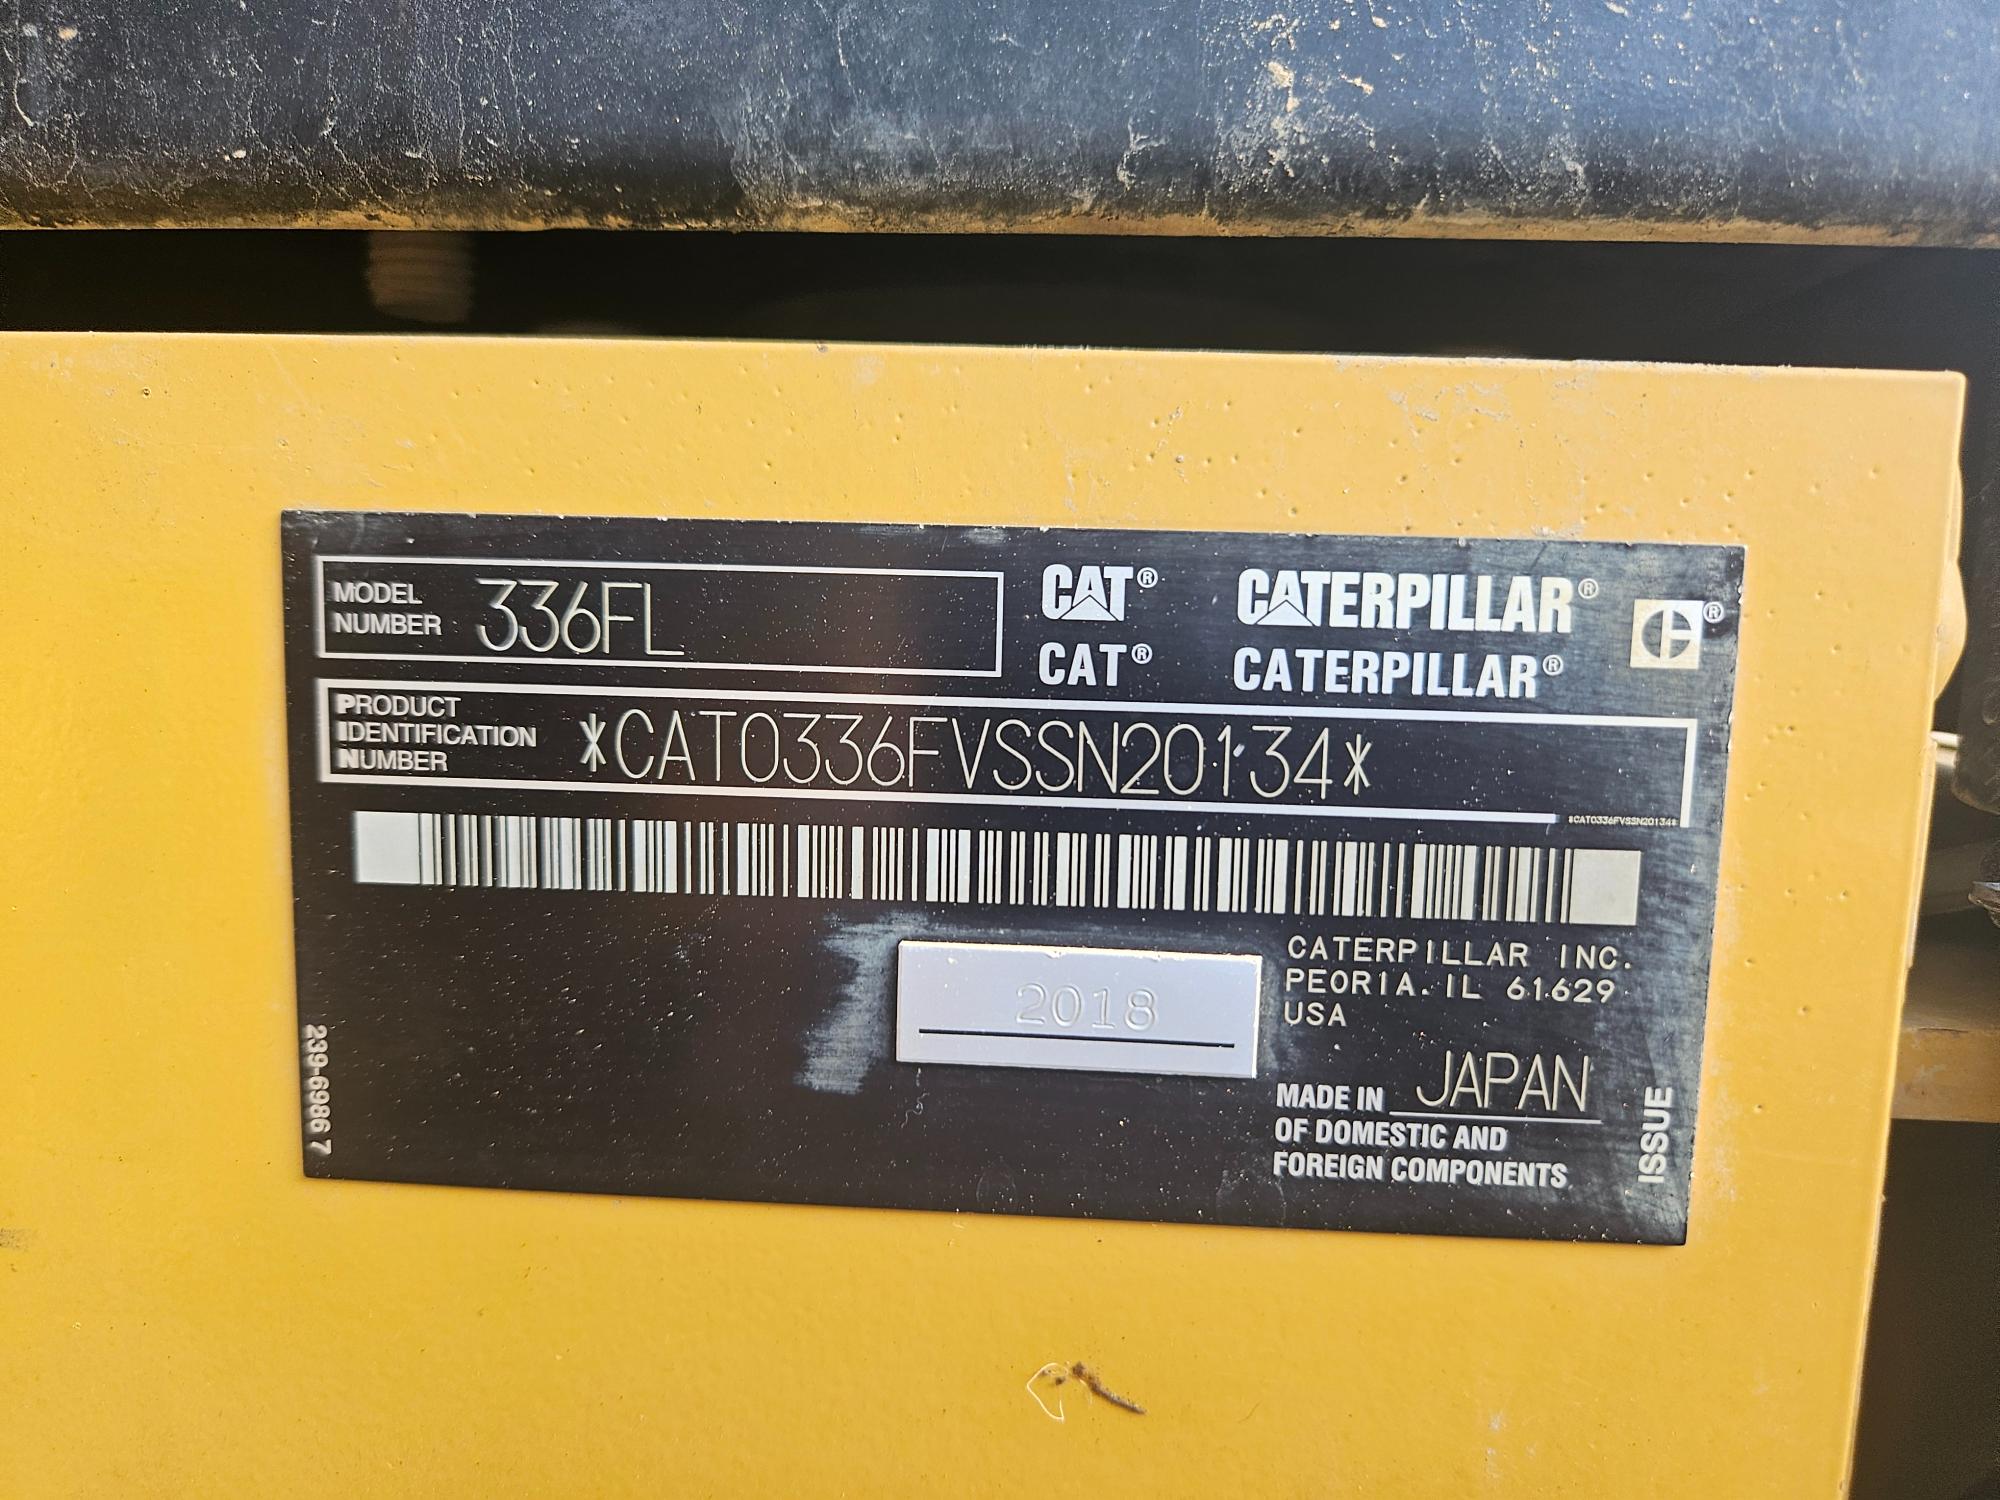 MODEL
NUMBER 336FL
CAT® CATERPILLAR® ®
CAT® CATERPILLAR®
PRODUCT
IDENTIFICATION
NUMBER *CAT0336FVSSN20134*
*CAT0336FVSSN20134*
2018
CATERPILLAR INC.
PEORIA. IL 61629
USA
MADE IN JAPAN
OF DOMESTIC AND
FOREIGN COMPONENTS
239-6986 7
ISSUE